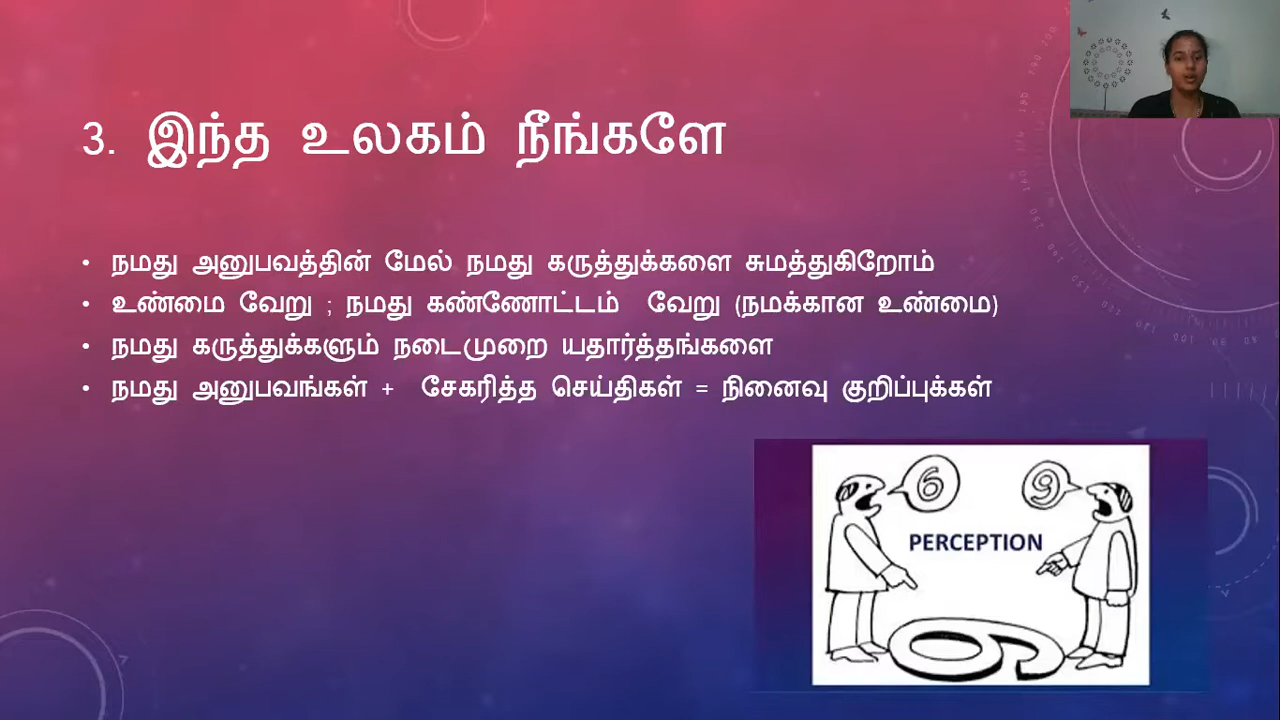 3. இந்த உலகம் நீங்களே
• நமது அனுபவத்தின் மேல் நமது கருத்துக்களை சுமத்துகிறோம்
• உண்மை வேறு ; நமது கண்ணோட்டம் வேறு (நமக்கான உண்மை)
• நமது கருத்துக்களும் நடைமுறை யதார்த்தங்களை
• நமது அனுபவங்கள் + சேகரித்த செய்திகள் = நினைவு குறிப்புக்கள்
6
9
PERCEPTION